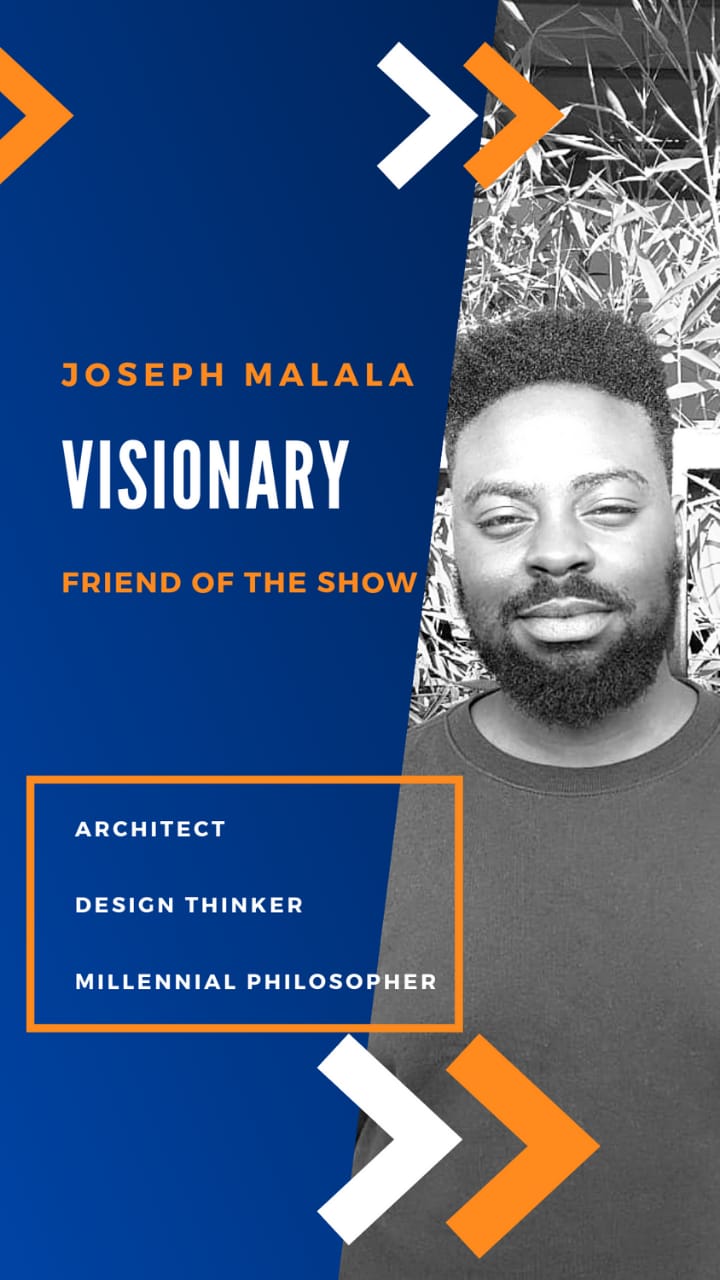 JOSEPH MALALA
VISIONARY
FRIEND OF THE SHOW
ARCHITECT
DESIGN THINKER
MILLENNIAL PHILOSOPHER